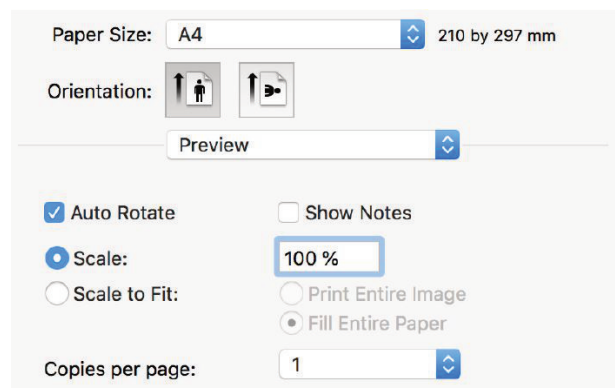 Paper Size: A4 210 by 297 mm
Orientation:
Preview
Auto Rotate Show Notes
Scale: 100 %
Scale to Fit: Print Entire Image
Fill Entire Paper
Copies per page: 1